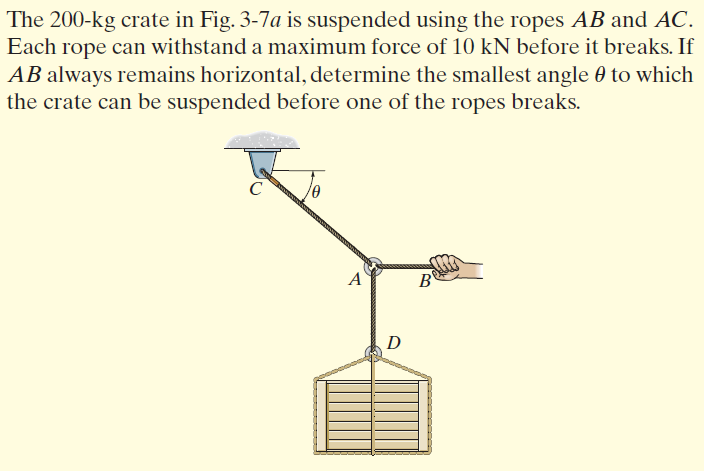 The 200-kg crate in Fig. 3-7a is suspended using the ropes AB and AC.
Each rope can withstand a maximum force of 10 kN before it breaks. If
AB always remains horizontal, determine the smallest angle θ to which
the crate can be suspended before one of the ropes breaks.
C
θ
A
B
D